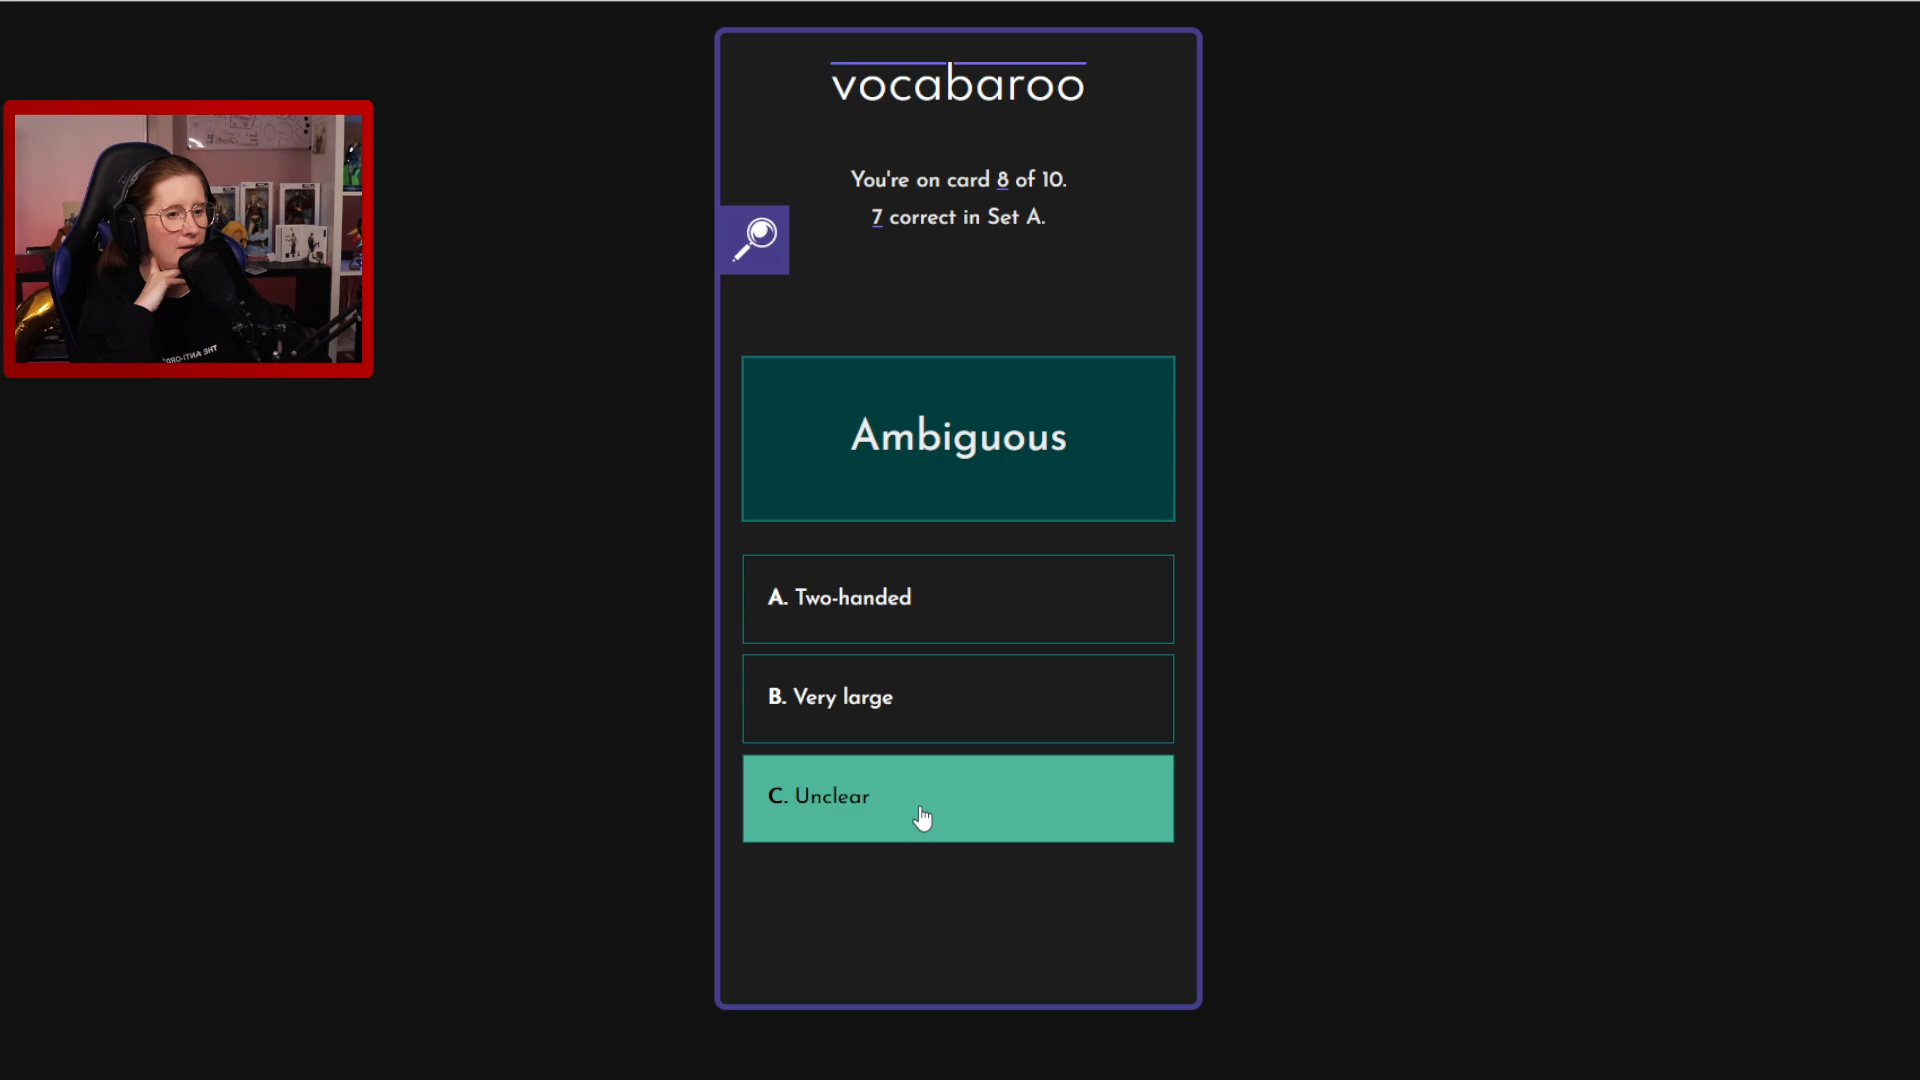 vocabaroo
You're on card 8 of 10.
7 correct in Set A.
Ambiguous
A. Two-handed
B. Very large
C. Unclear